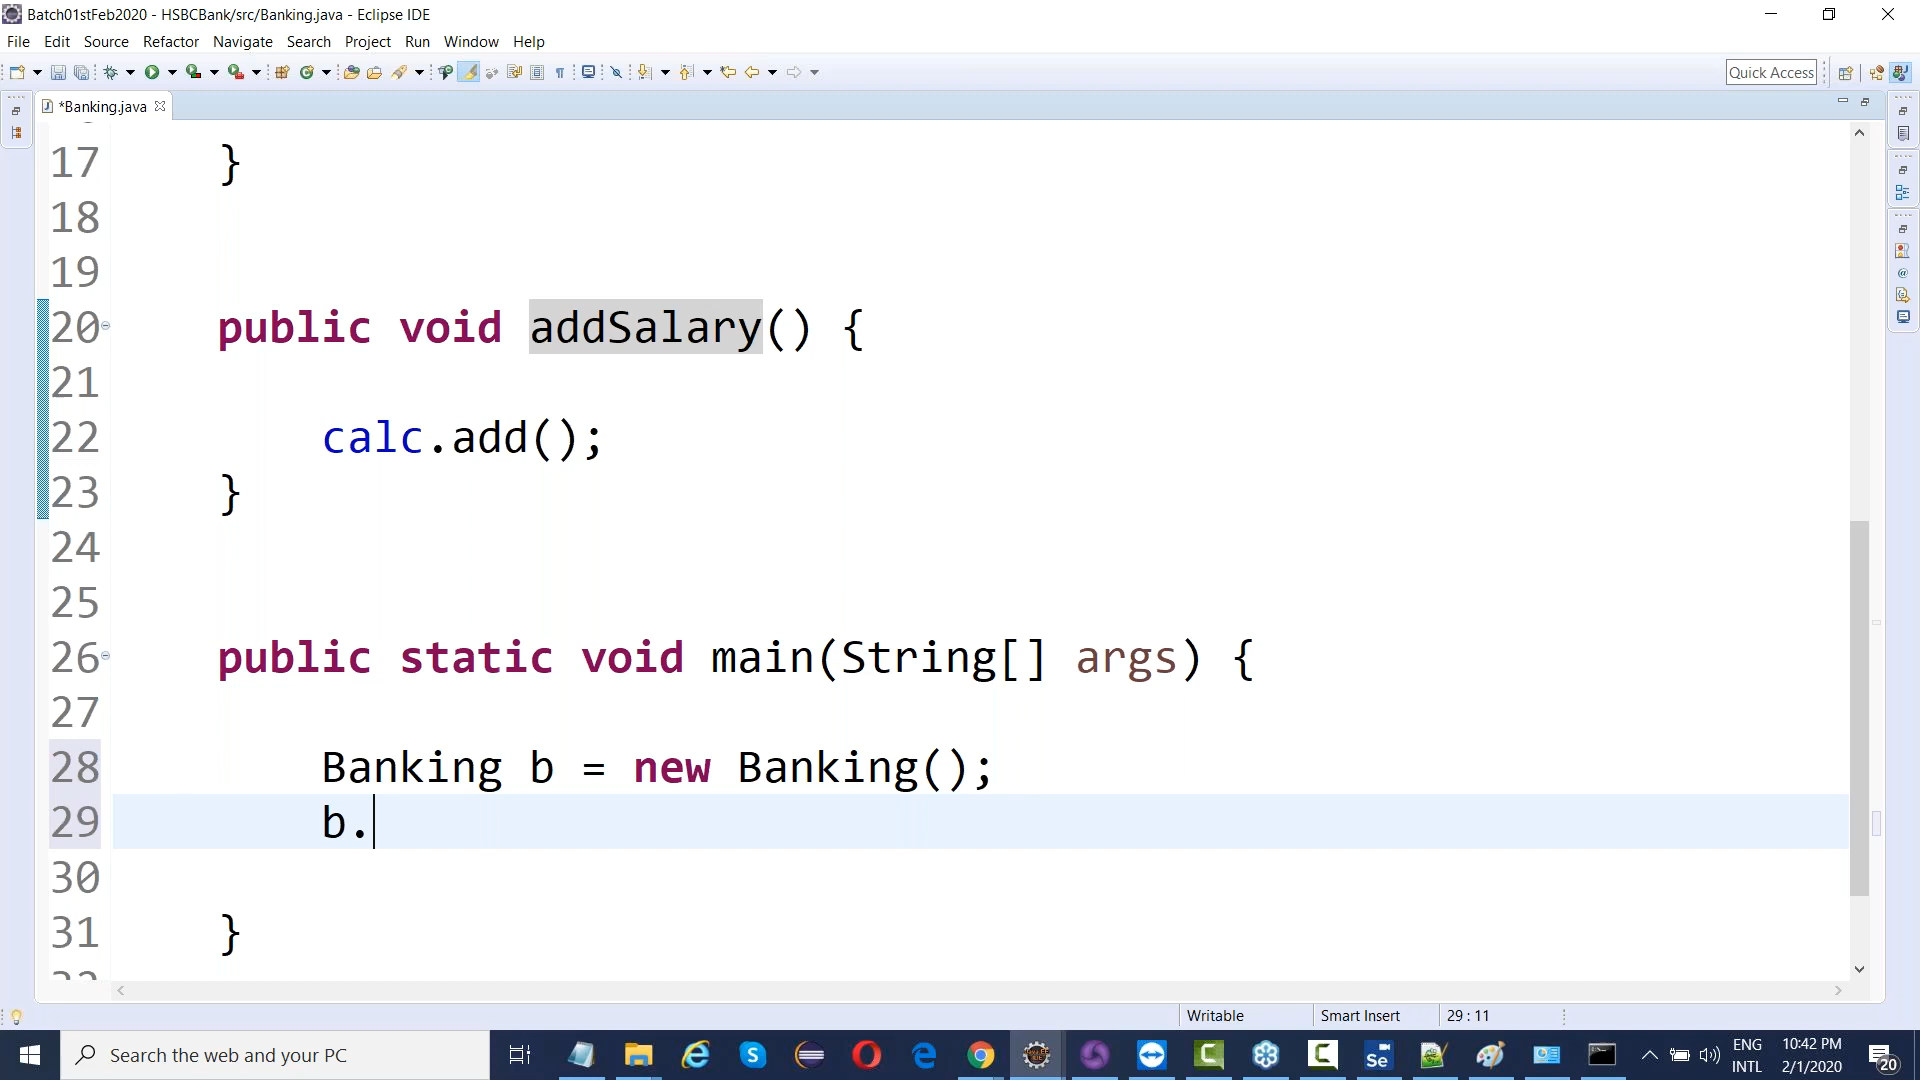 Batch01stFeb2020 - HSBCBank/src/Banking.java - Eclipse IDE
File Edit Source Refactor Navigate Search Project Run Window Help
Quick Access
*Banking.java
17 }
18
19
20 public void addSalary() {
21
22 calc.add();
23 }
24
25
26 public static void main(String[] args) {
27
28 Banking b = new Banking();
29 b.
30
31 }
Writable Smart Insert 29 : 11
Search the web and your PC
ENG
INTL
10:42 PM
2/1/2020
20